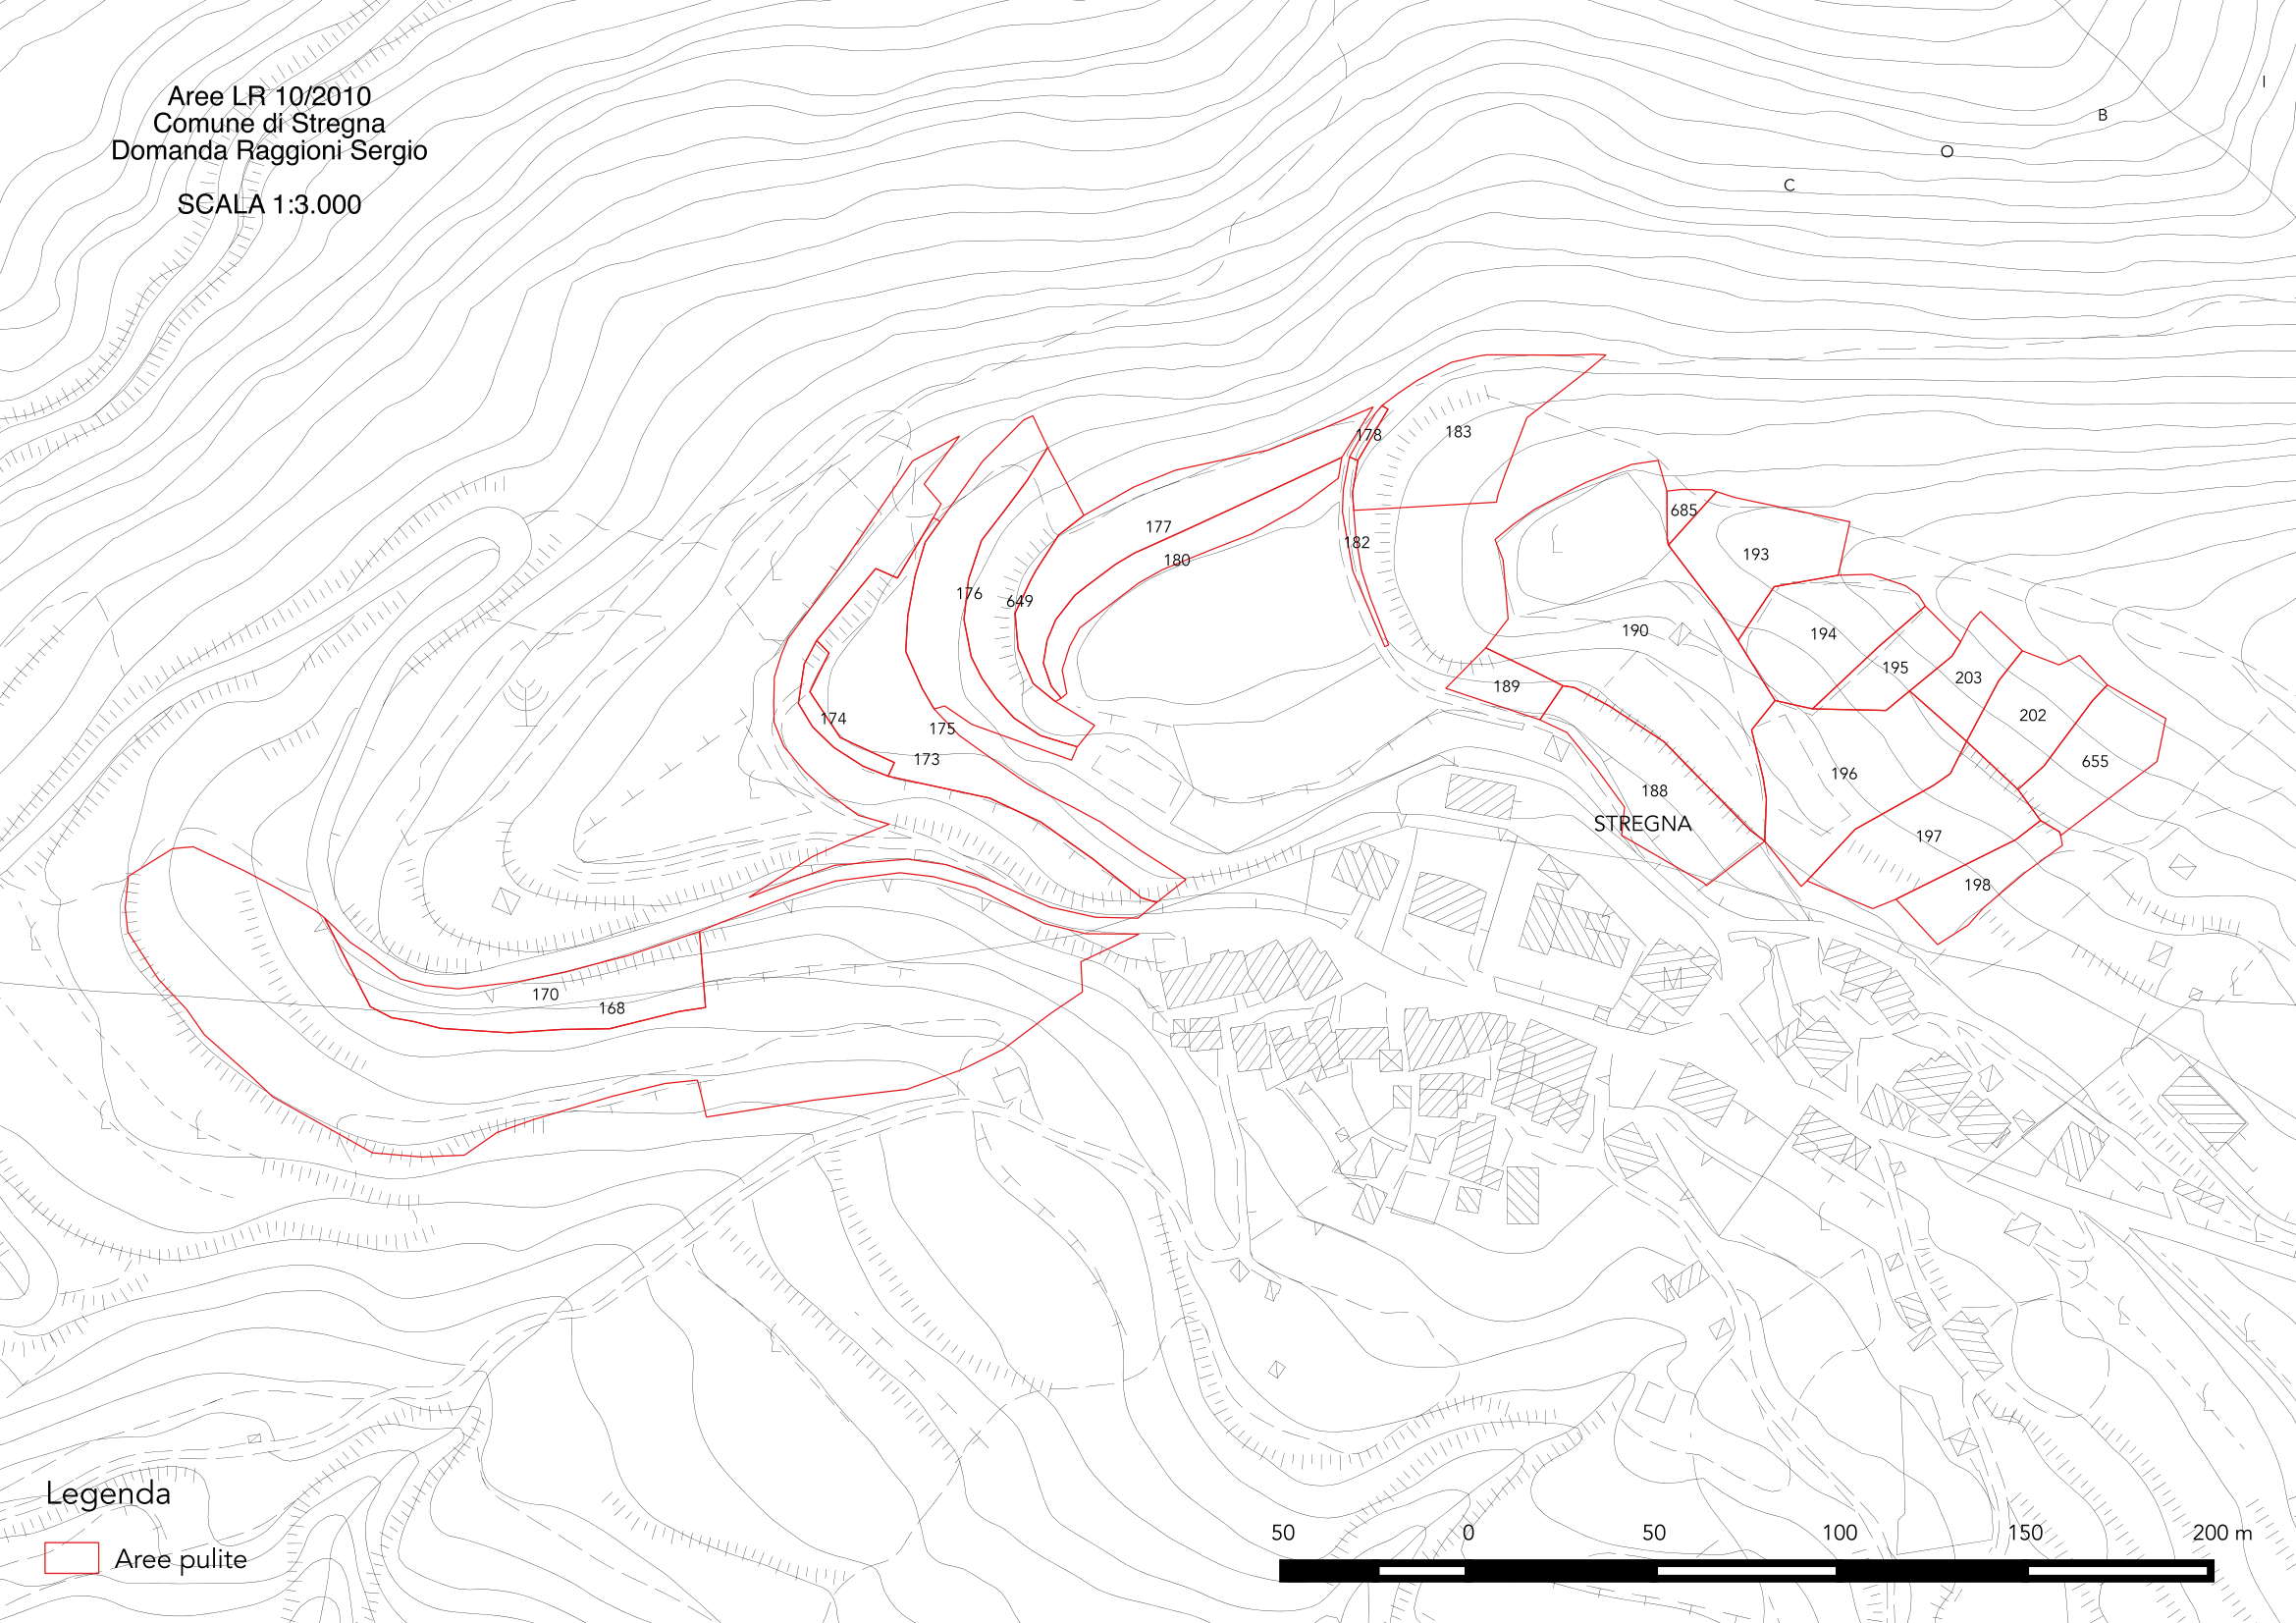 Aree LR 10/2010
Comune di Stregna
Domanda Raggioni Sergio
SCALA 1:3.000
I
B
O
C
178
183
685
177
193
182
180
176
649
190
194
195
203
189
174
202
175
173
655
196
188
STREGNA
197
198
170
168
Legenda
Aree pulite
50 0 50 100 150 200 m